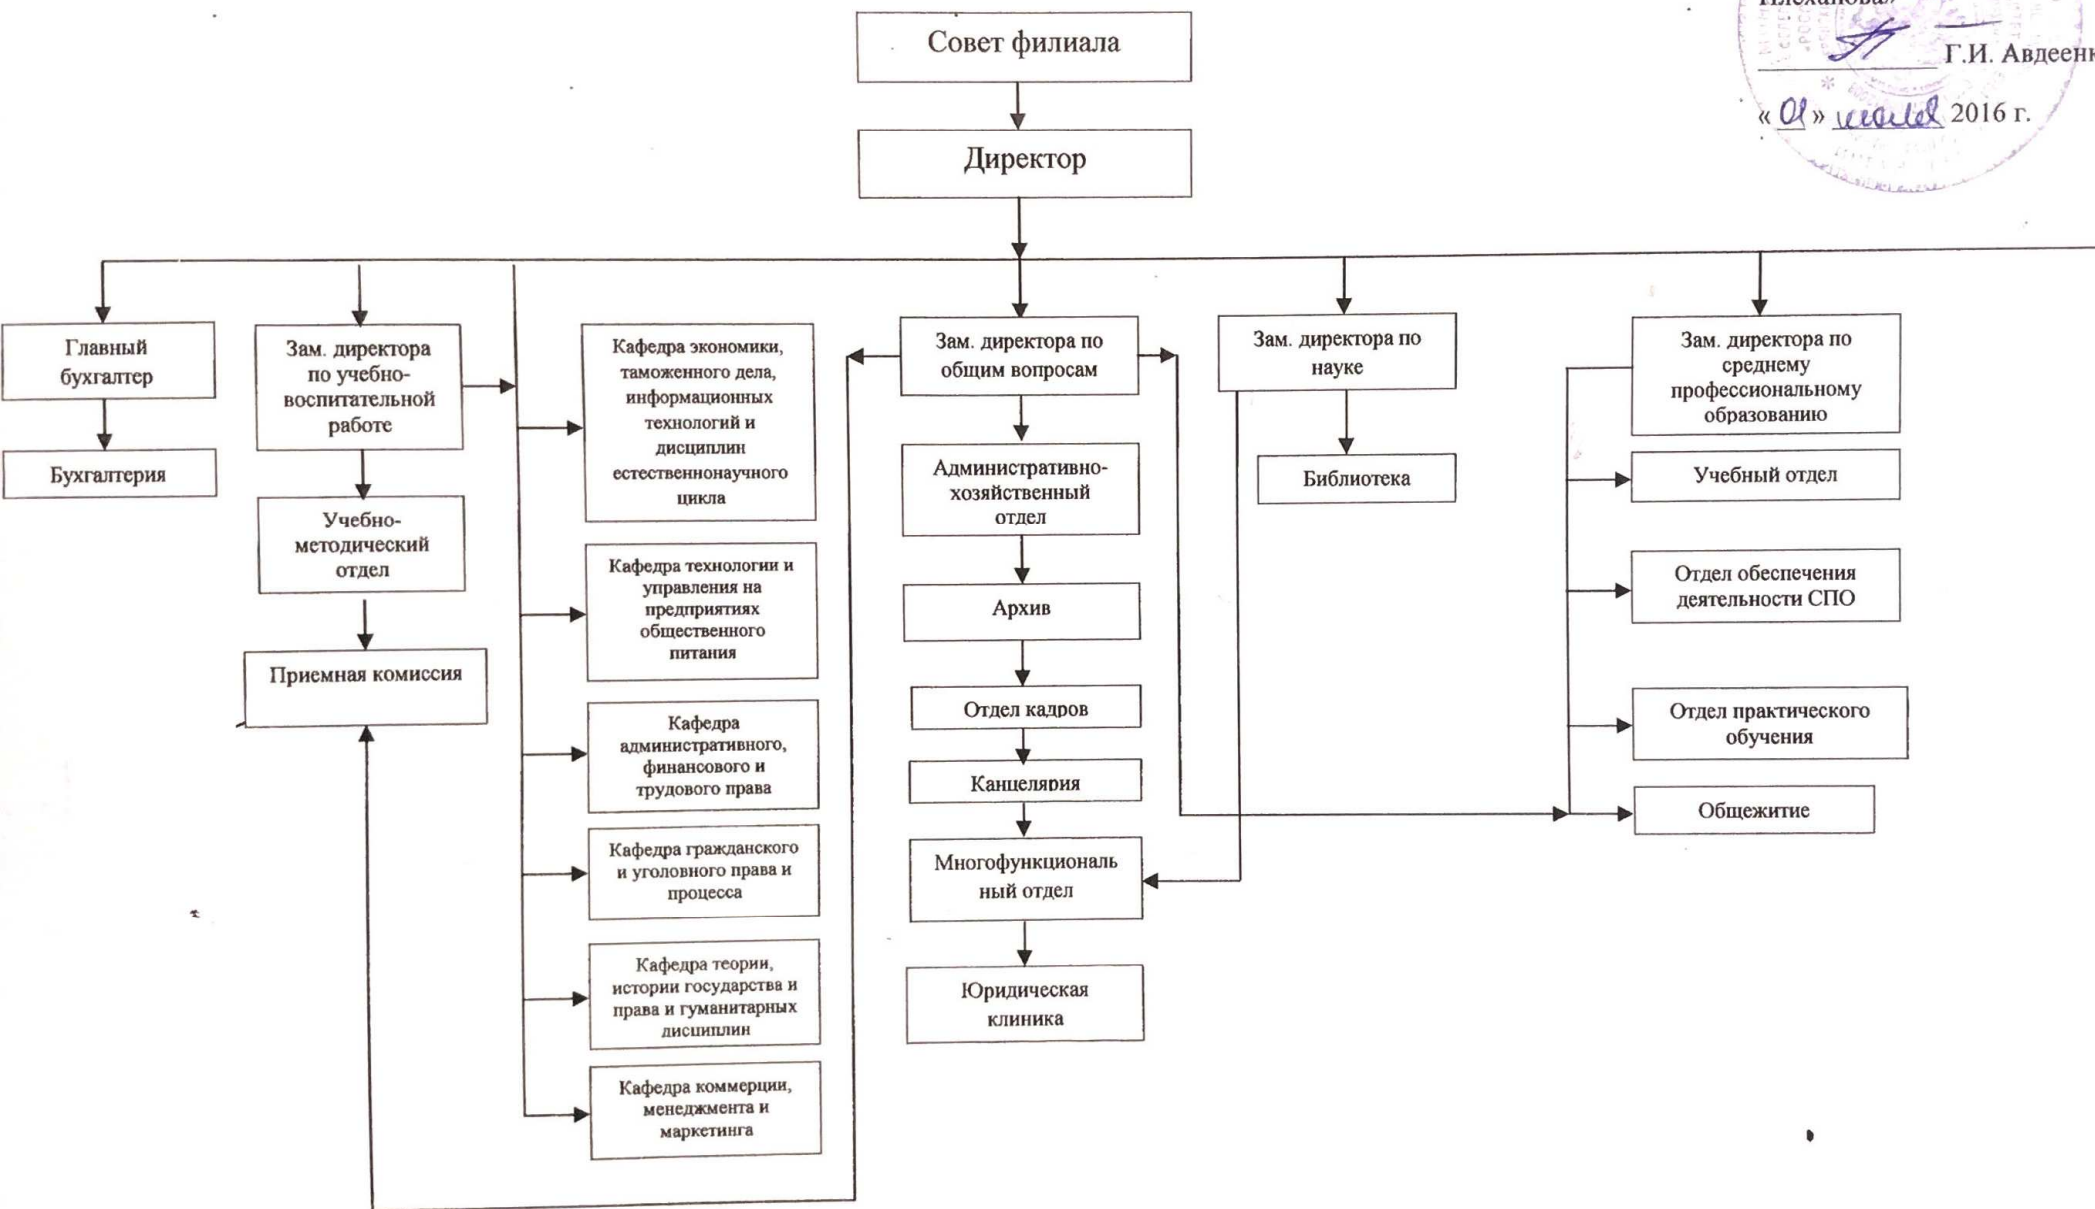 Совет филиала
Плеханова»
Г.И. Авдеенк
« 01 » июля 2016 г.
Директор
Главный
бухгалтер
Бухгалтерия
Зам. директора
по учебно-
воспитательной
работе
Учебно-
методический
отдел
Приемная комиссия
Кафедра экономики,
таможенного дела,
информационных
технологий и
дисциплин
естественнонаучного
цикла
Кафедра технологии и
управления на
предприятиях
общественного
питания
Кафедра
административного,
финансового и
трудового права
Кафедра гражданского
и уголовного права и
процесса
Кафедра теории,
истории государства и
права и гуманитарных
дисциплин
Кафедра коммерции,
менеджмента и
маркетинга
Зам. директора по
общим вопросам
Административно-
хозяйственный
отдел
Архив
Отдел кадров
Канцелярия
Многофункциональ
ный отдел
Юридическая
клиника
Зам. директора по
науке
Библиотека
Зам. директора по
среднему
профессиональному
образованию
Учебный отдел
Отдел обеспечения
деятельности СПО
Отдел практического
обучения
Общежитие